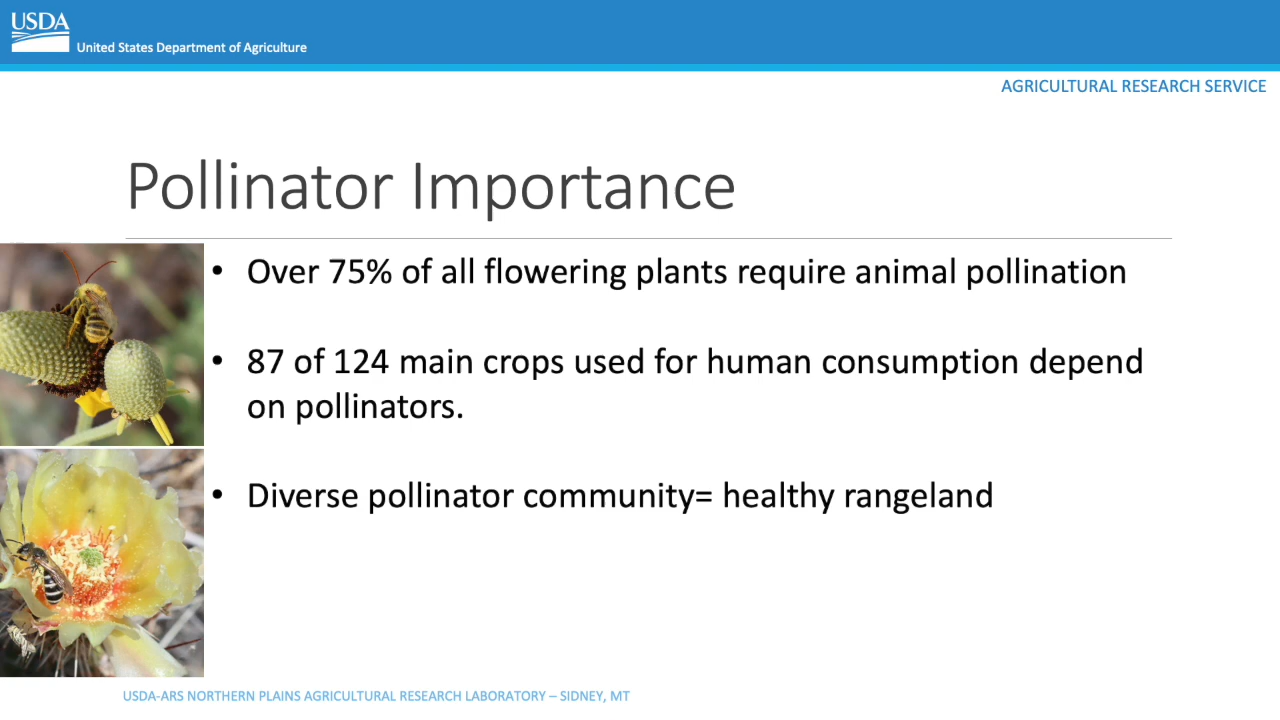 USDA
United States Department of Agriculture
AGRICULTURAL RESEARCH SERVICE
Pollinator Importance
• Over 75% of all flowering plants require animal pollination
• 87 of 124 main crops used for human consumption depend
on pollinators.
• Diverse pollinator community= healthy rangeland
USDA-ARS NORTHERN PLAINS AGRICULTURAL RESEARCH LABORATORY – SIDNEY, MT